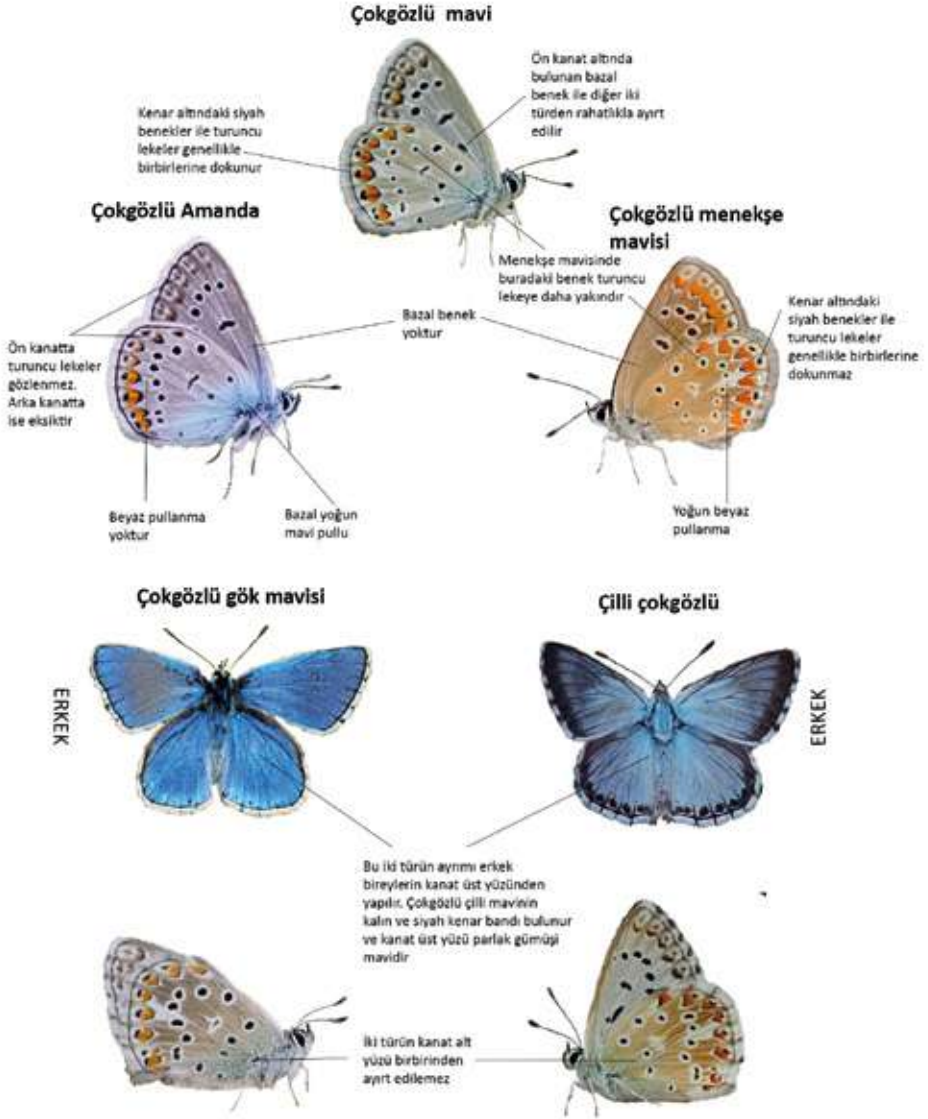 Çokgözlü mavi
Ön kanat altında
bulunan bazal
benek ile diğer iki
türden rahatlıkla ayırt
edilir
Kenar altındaki siyah
benekler ile turuncu
lekeler genellikle
birbirlerine dokunur
Çokgözlü Amanda
Çokgözlü menekşe
mavisi
Menekşe mavisinde
buradaki benek turuncu
lekeye daha yakındır
Bazal benek
yoktur
Kenar altındaki
siyah benekler ile
turuncu lekeler
genellikle birbirlerine
dokunmaz
Ön kanatta
turuncu lekeler
gözlenmez.
Arka kanatta
ise eksiktir
Beyaz pullanma
yoktur
Bazal yoğun
mavi pullu
Yoğun beyaz
pullanma
Çokgözlü gök mavisi
Çilli çokgözlü
ERKEK
ERKEK
Bu iki türün ayrımı erkek
bireylerin kanat üst yüzünden
yapılır. Çokgözlü çilli mavinin
kalın ve siyah kenar bandı bulunur
ve kanat üst yüzü parlak gümüşi
mavidir
İki türün kanat alt
yüzü birbirinden
ayırt edilemez